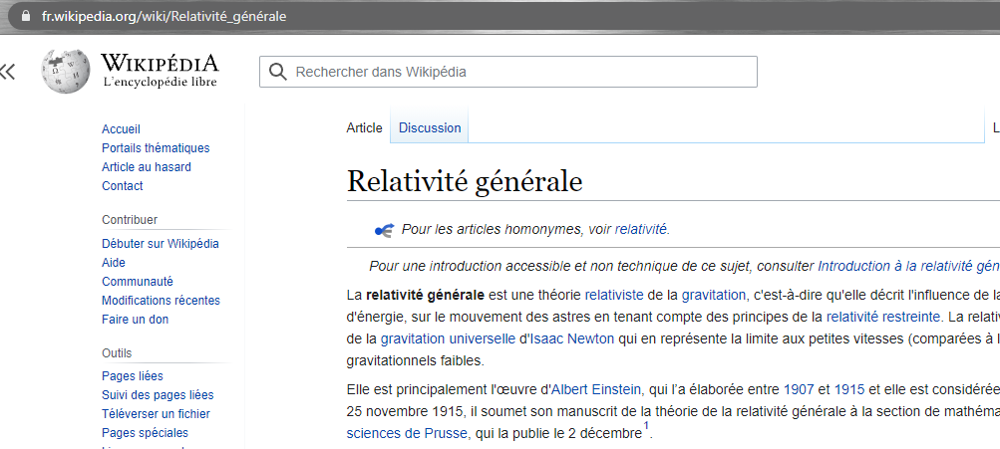 fr.wikipedia.org/wiki/Relativité_générale
WIKIPÉDIA
L'encyclopédie libre
Rechercher dans Wikipédia
Accueil
Portails thématiques
Article au hasard
Contact
Contribuer
Débuter sur Wikipédia
Aide
Communauté
Modifications récentes
Faire un don
Outils
Pages liées
Suivi des pages liées
Téléverser un fichier
Pages spéciales
Article Discussion L
Relativité générale
Pour les articles homonymes, voir relativité.
Pour une introduction accessible et non technique de ce sujet, consulter Introduction à la relativité gén
La relativité générale est une théorie relativiste de la gravitation, c'est-à-dire qu'elle décrit l'influence de la
d'énergie, sur le mouvement des astres en tenant compte des principes de la relativité restreinte. La relati
de la gravitation universelle d'Isaac Newton qui en représente la limite aux petites vitesses (comparées à l
gravitationnels faibles.
Elle est principalement l'œuvre d'Albert Einstein, qui l’a élaborée entre 1907 et 1915 et elle est considérée
25 novembre 1915, il soumet son manuscrit de la théorie de la relativité générale à la section de mathéma
sciences de Prusse, qui la publie le 2 décembre1.